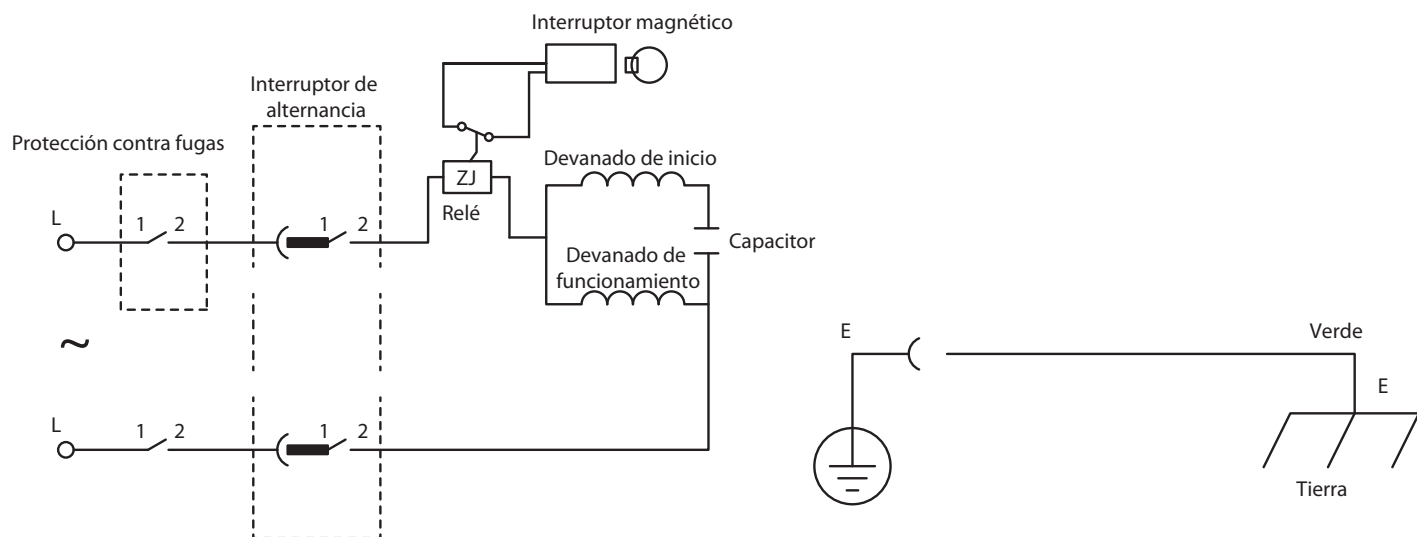 Interruptor magnético
Interruptor de
alternancia
Protección contra fugas
Devanado de inicio
ZJ
Relé
L
1 2
1 2
Capacitor
Devanado de
funcionamiento
~
E
Verde
E
L
1 2
1 2
Tierra